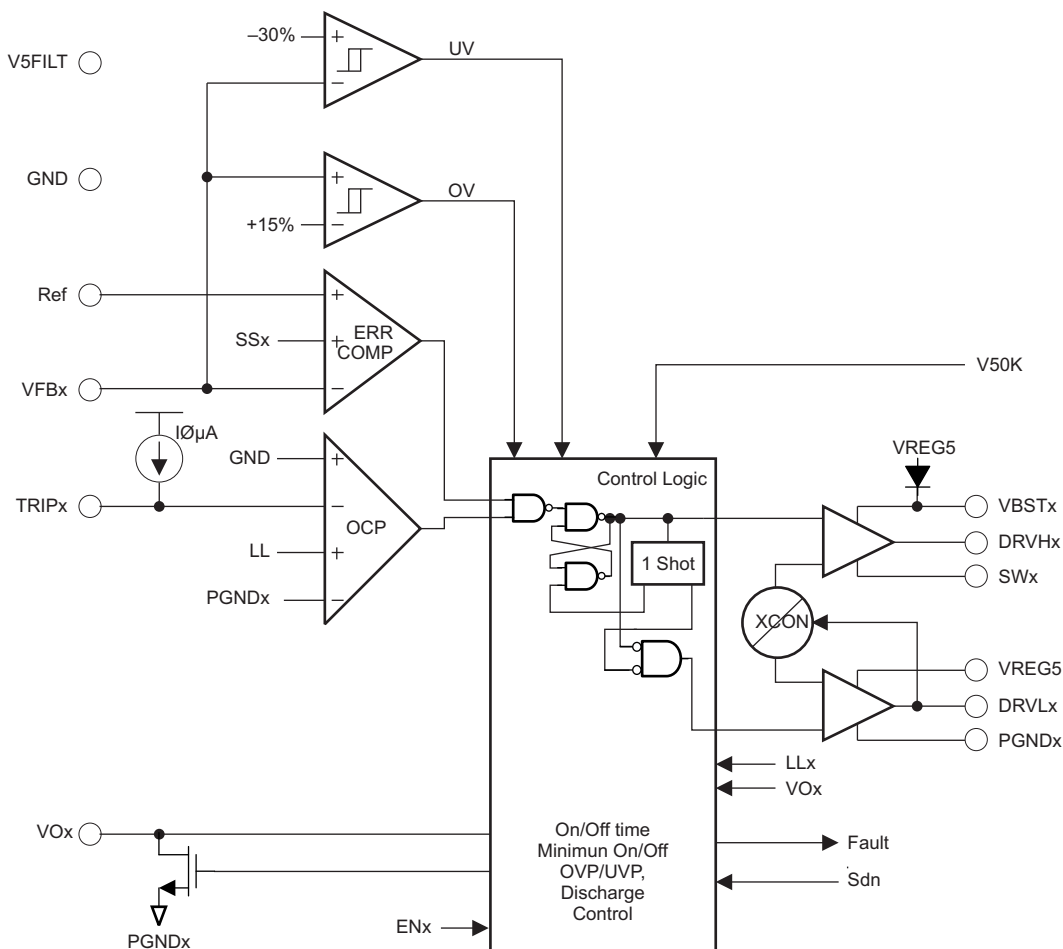 –30%
+
UV
V5FILT
–
GND
+
OV
+15%
–
Ref
+
SSx
+
ERR
COMP
VFBx
–
V50K
IØµA
GND
+
Control Logic
VREG5
TRIPx
–
OCP
VBSTx
LL
+
DRVHx
1 Shot
SWx
PGNDx
–
XCON
VREG5
DRVLx
PGNDx
LLx
VOx
VOx
On/Off time
Minimun On/Off
OVP/UVP,
Discharge
Control
Fault
Sdn
ENx
PGNDx